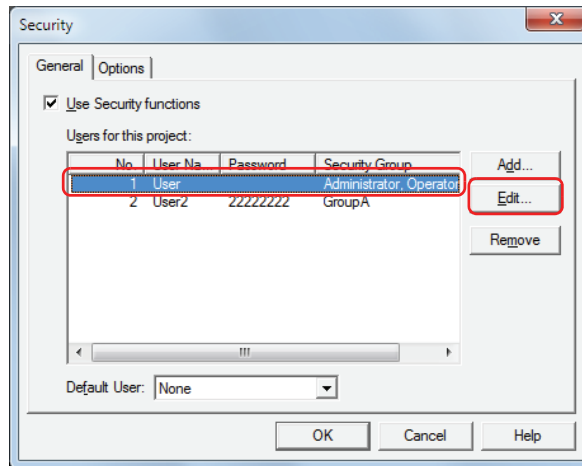 Security
General Options
Use Security functions
Users for this project:
No. User Na... Password Security Group Add...
1 User Administrator, Operator
Edit...
2 User2 22222222 GroupA
Remove
Default User: None
OK Cancel Help